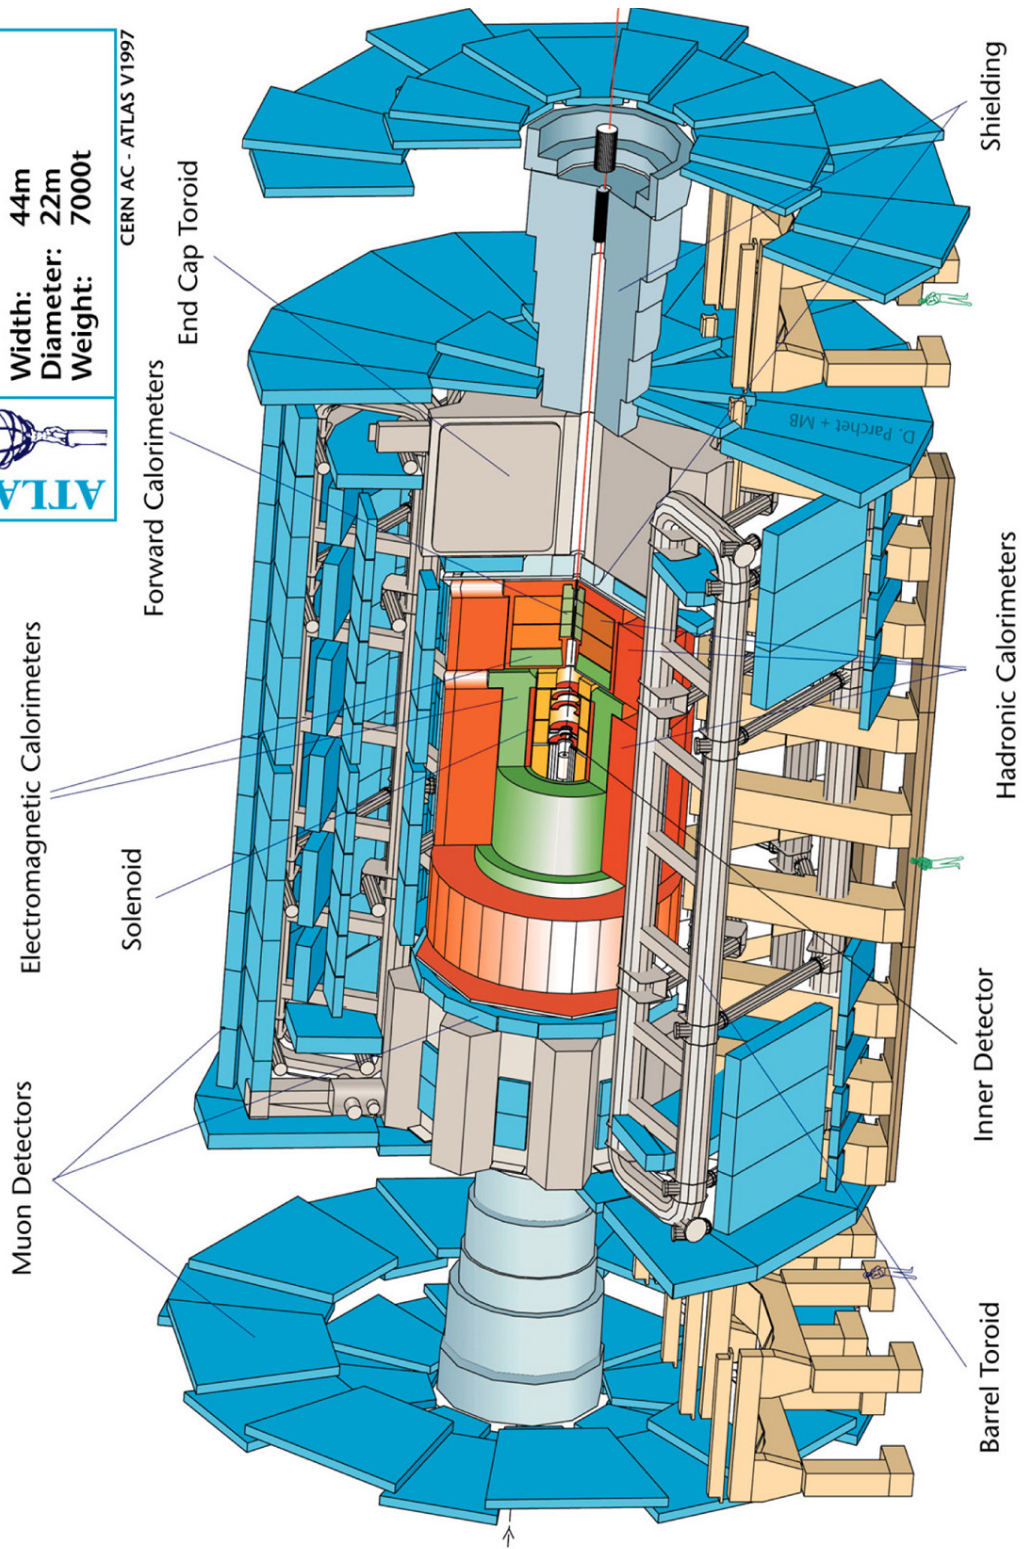 Muon Detectors
Electromagnetic Calorimeters
Solenoid
Forward Calorimeters
End Cap Toroid
Width: 44m
Diameter: 22m
Weight: 7000t
CERN AC - ATLAS V1997
D. Parchet + MB
Barrel Toroid
Inner Detector
Hadronic Calorimeters
Shielding